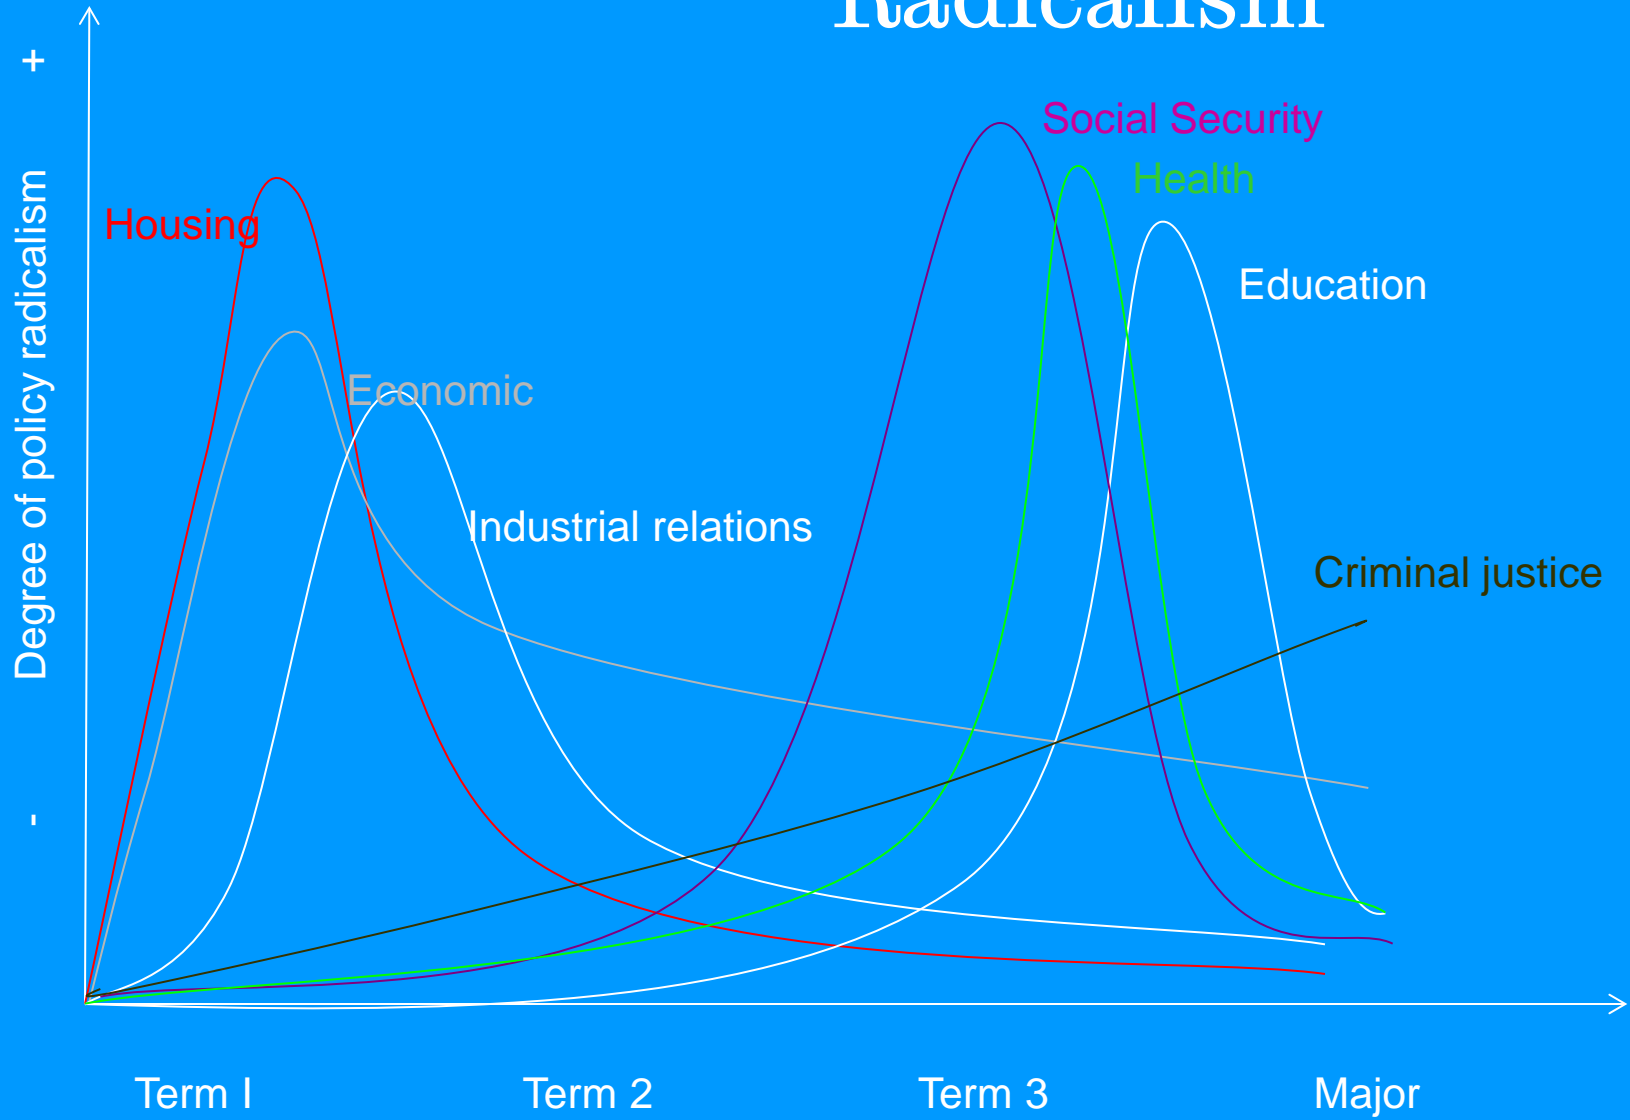 Radicalism
+
Social Security
Health
Housing
Education
Economic
Degree of policy radicalism
Industrial relations
Criminal justice
-
Term I
Term 2
Term 3
Major